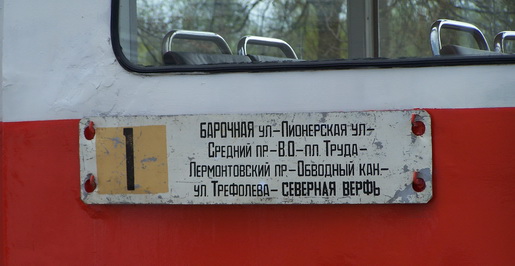 1
БАРОЧНАЯ УЛ-ПИОНЕРСКАЯ УЛ-
СРЕДНИЙ ПР-В.О-ПЛ ТРУДА-
ЛЕРМОНТОВСКИЙ ПР-ОБВОДНЫЙ КАН.-
УЛ. ТРЕФОЛЕВА-СЕВЕРНАЯ ВЕРФЬ